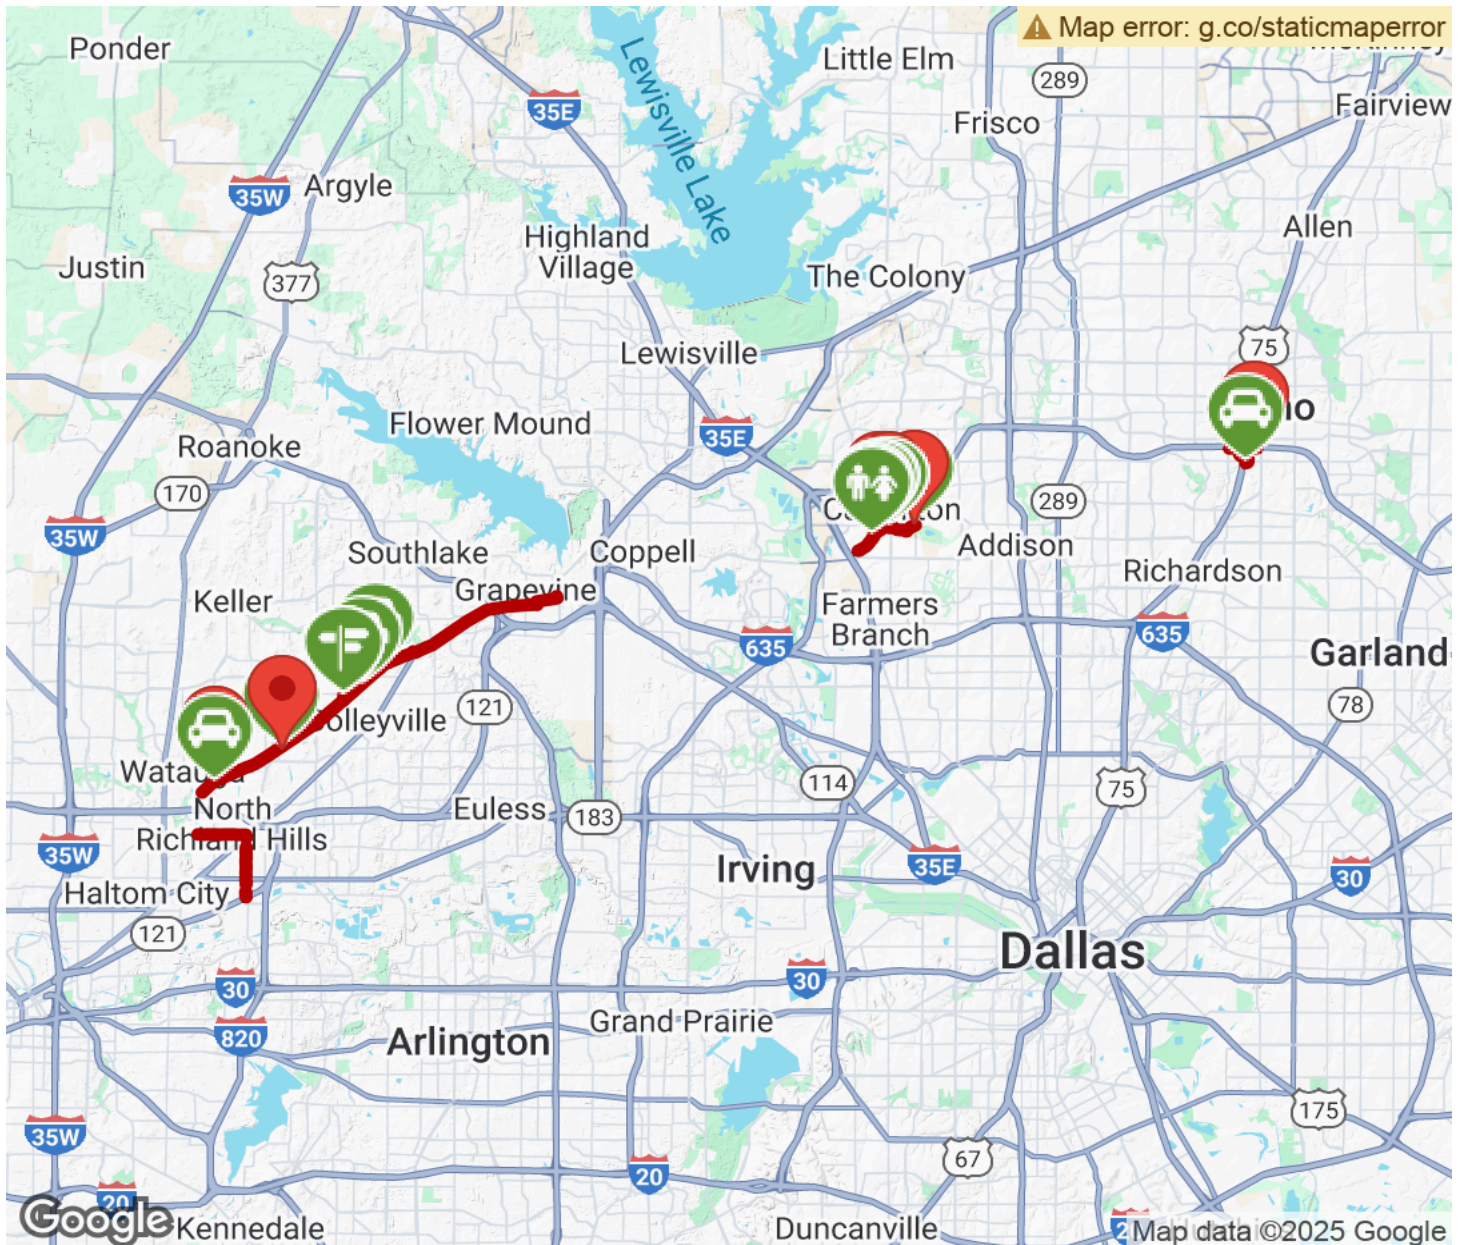 Map error: g.co/staticmaperror
Ponder
Little Elm
289
35E
Fairview
Frisco
Lewisville Lake
Argyle
35W
Allen
Highland
Village
Justin
377
The Colony
75
Lewisville
Flower Mound
35E
Roanoke
170
289
35W
Addison
Southlake
Coppell
Richardson
Grapevine
Keller
Farmers
Branch
635
635
Garland
78
121
114
75
North
Richland Hills
Euless
183
35W
Irving
35E
30
Haltom City
121
Dallas
30
30
Grand Prairie
820
Arlington
175
35W
67
20
20
Google
Kennedale
Duncanville
Map data ©2025 Google